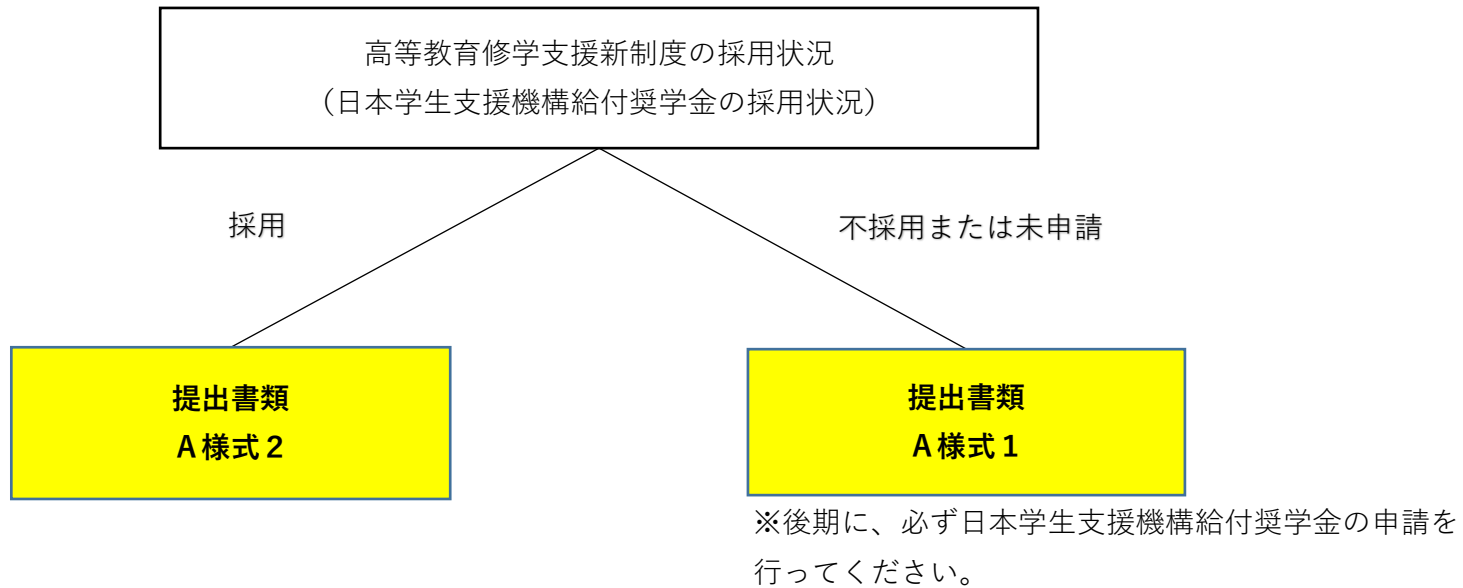 高等教育修学支援新制度の採用状況
（日本学生支援機構給付奨学金の採用状況）
採用
不採用または未申請
提出書類
A様式２
提出書類
A様式１
※後期に、必ず日本学生支援機構給付奨学金の申請を
行ってください。